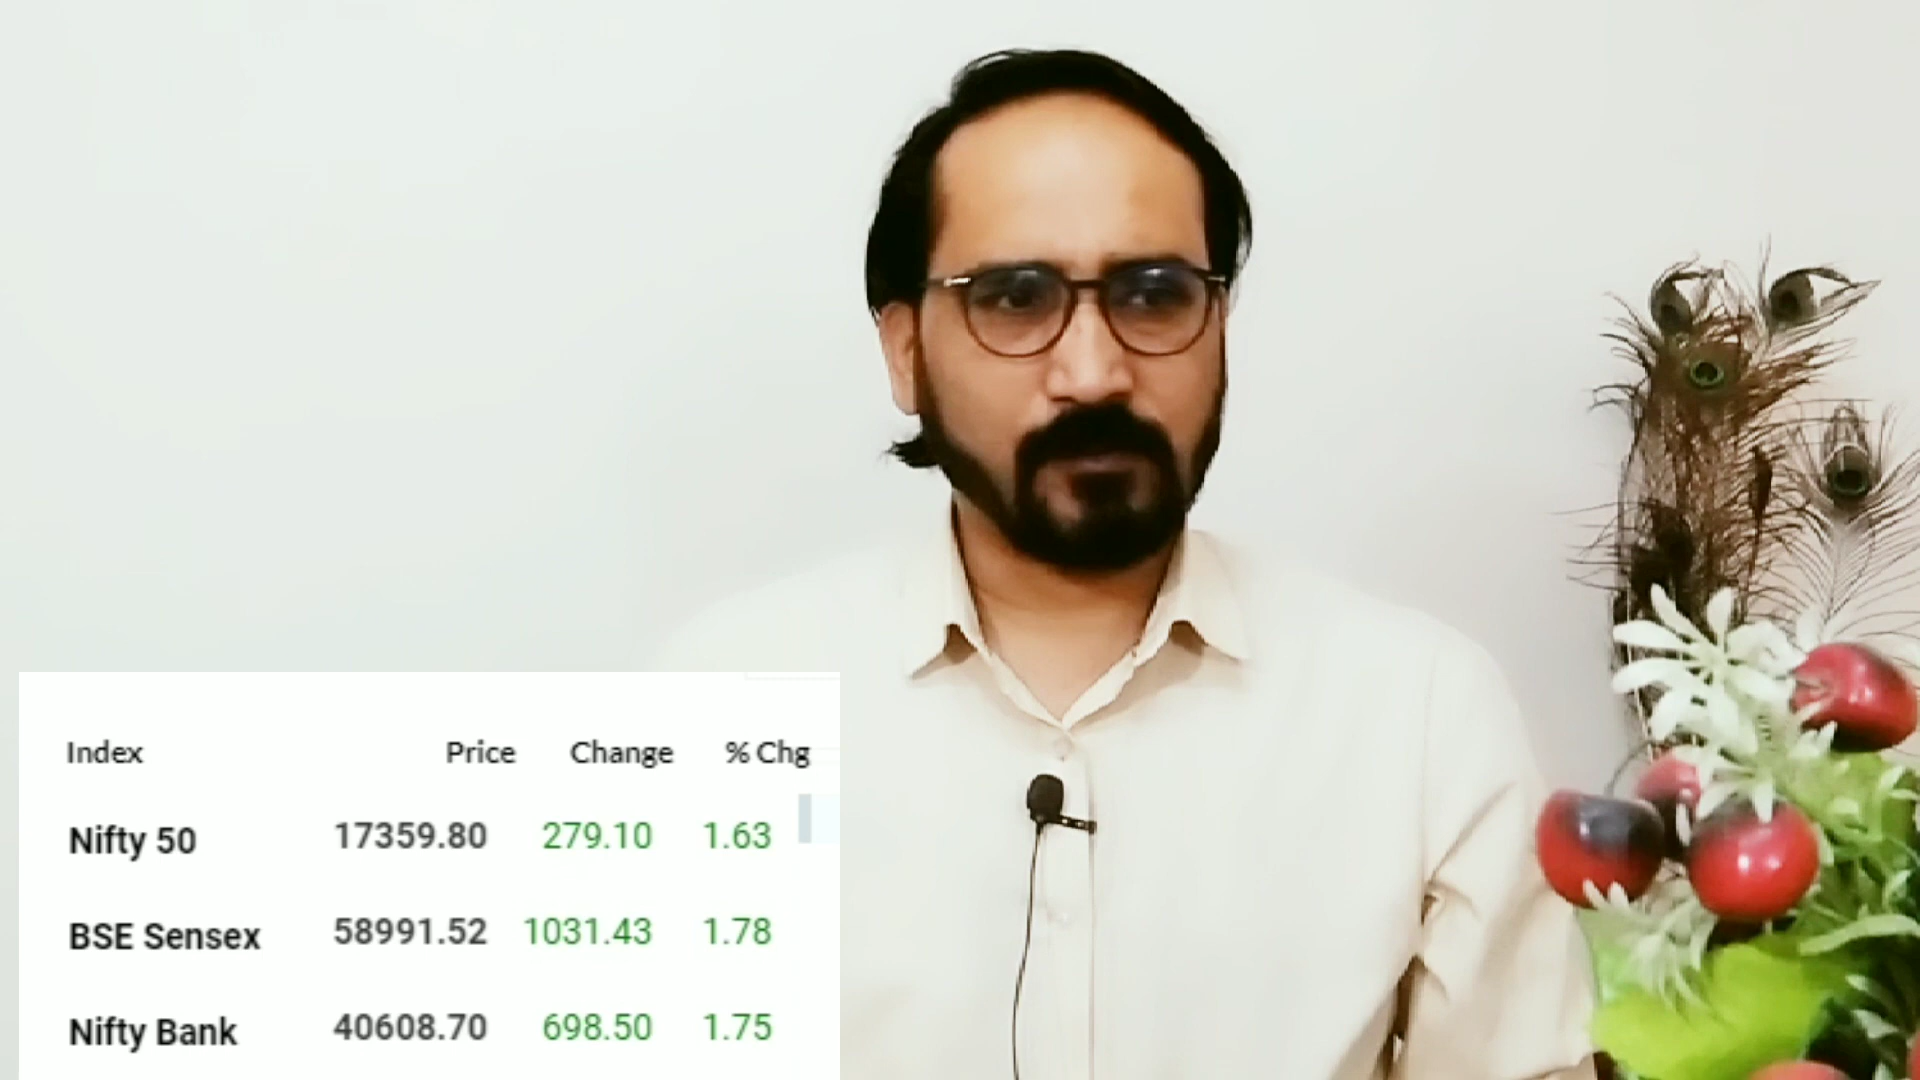 Index Price Change % Chg
Nifty 50 17359.80 279.10 1.63
BSE Sensex 58991.52 1031.43 1.78
Nifty Bank 40608.70 698.50 1.75